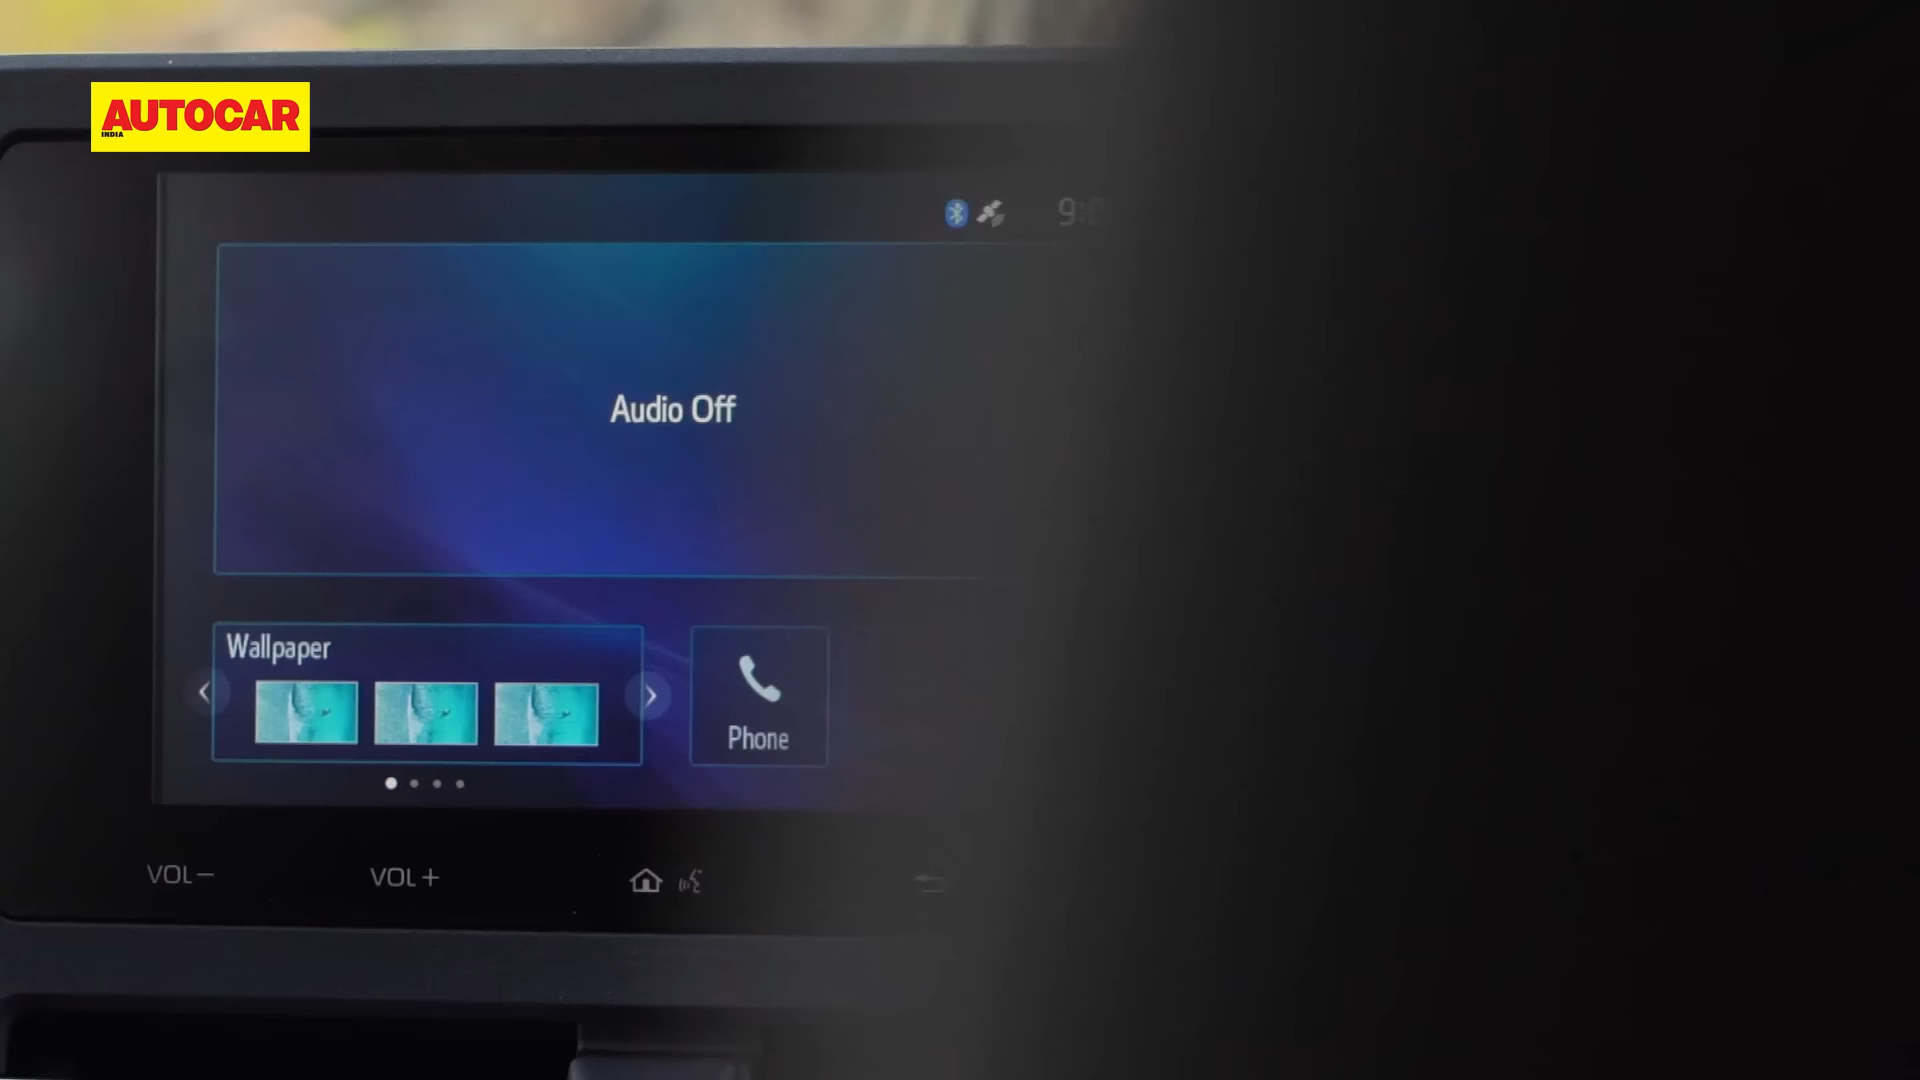 AUTOCAR
INDIA
Audio Off
Wallpaper
Phone
VOL−
VOL+